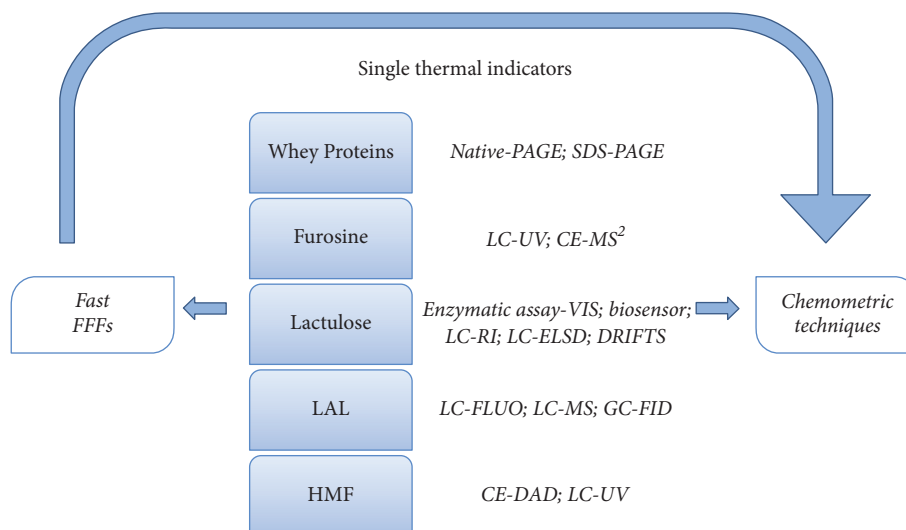 Single thermal indicators
Whey Proteins
Native-PAGE; SDS-PAGE
Furosine
LC-UV; CE-MS²
Fast
FFFs
Lactulose
Enzymatic assay-VIS; biosensor;
LC-RI; LC-ELSD; DRIFTS
Chemometric
techniques
LAL
LC-FLUO; LC-MS; GC-FID
HMF
CE-DAD; LC-UV